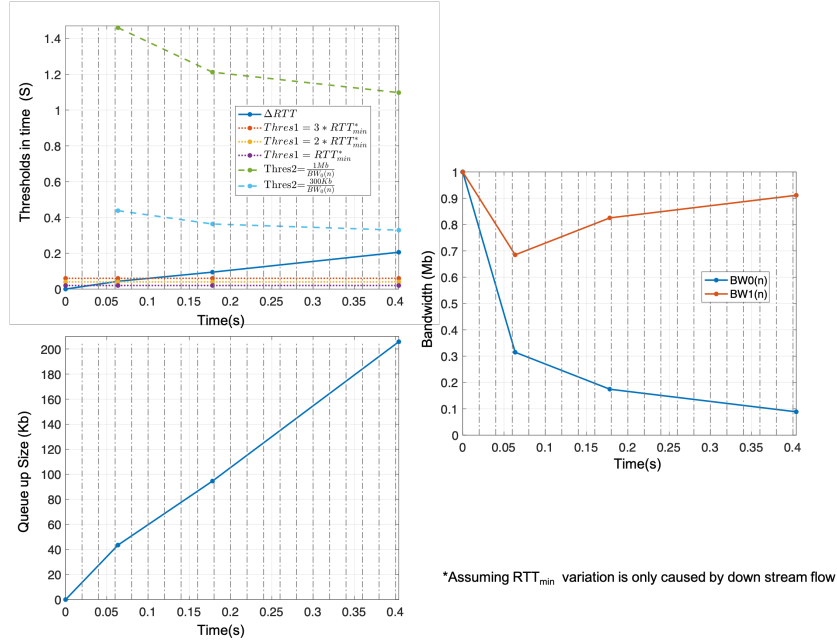 Thresholds in time (S)
1.4
1.2
1
0.8
0.6
0.4
0.2
0
0 0.05 0.1 0.15 0.2 0.25 0.3 0.35 0.4
Time(s)
ΔRTT
Thres1 = 3 * RTT*min
Thres1 = 2 * RTT*min
Thres1 = RTT*min
Thres2= 1Mb/BW0(n)
Thres2= 300Kb/BW0(n)
Bandwidth (Mb)
1
0.9
0.8
0.7
0.6
0.5
0.4
0.3
0.2
0.1
0
0 0.05 0.1 0.15 0.2 0.25 0.3 0.35 0.4
Time(s)
BW0(n)
BW1(n)
Queue up Size (Kb)
200
180
160
140
120
100
80
60
40
20
0
0 0.05 0.1 0.15 0.2 0.25 0.3 0.35 0.4
Time(s)
*Assuming RTTmin variation is only caused by down stream flow